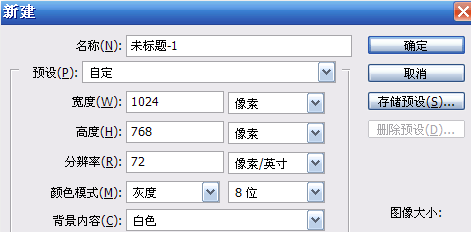 新建
名称(N): 未标题-1
确定
预设(P): 自定
取消
宽度(W): 1024 像素
存储预设(S)...
高度(H): 768 像素
删除预设(D)...
分辨率(R): 72 像素/英寸
颜色模式(M): 灰度 8 位
背景内容(C): 白色
图像大小: